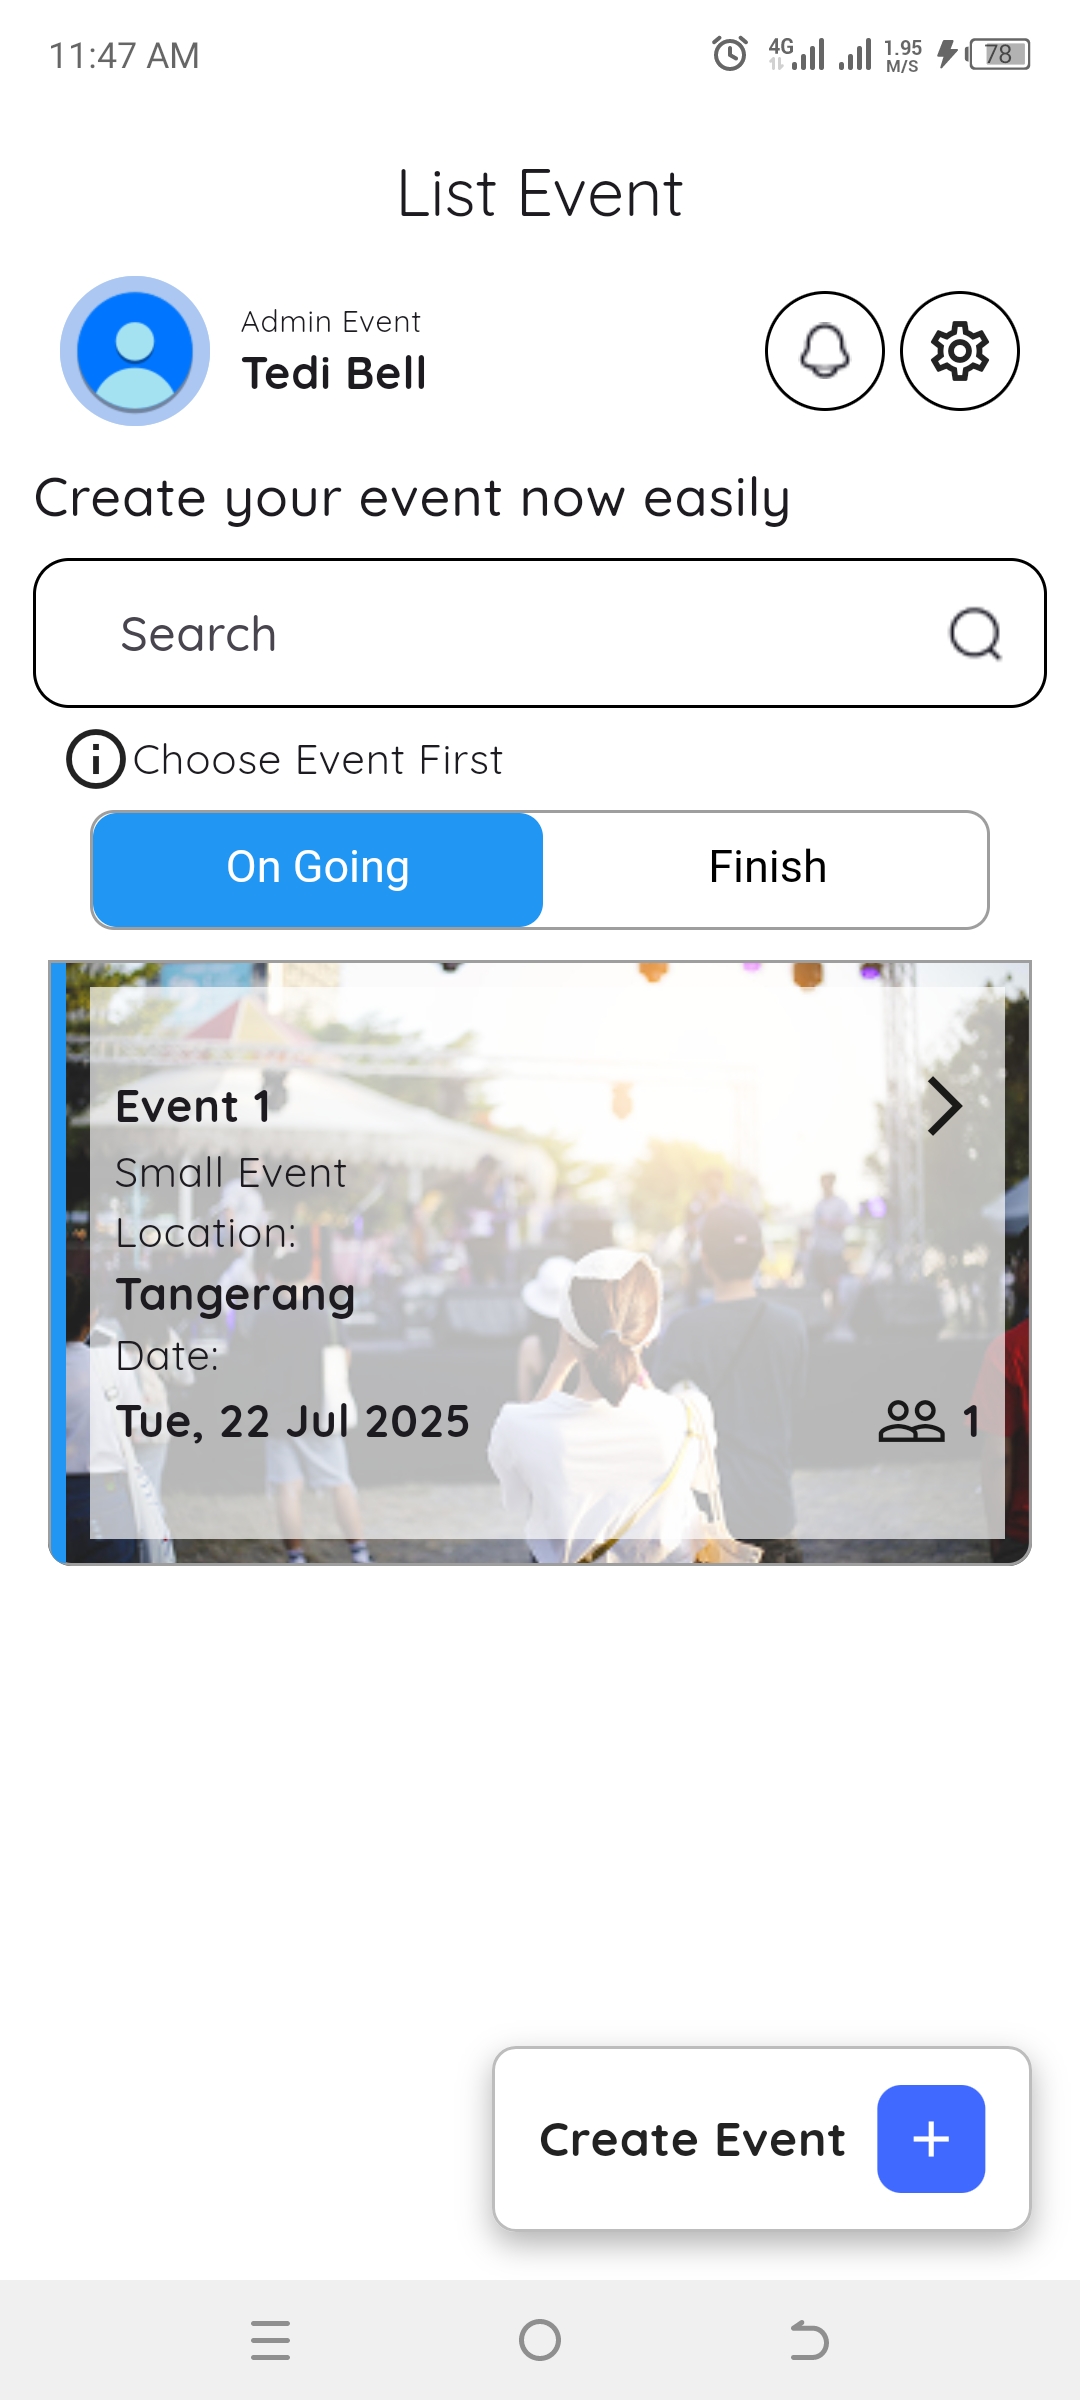 11:47 AM
4G
1.95
M/S
78
List Event
Admin Event
Tedi Bell
Create your event now easily
Search
Choose Event First
On Going
Finish
Event 1
Small Event
Location:
Tangerang
Date:
Tue, 22 Jul 2025
1
Create Event